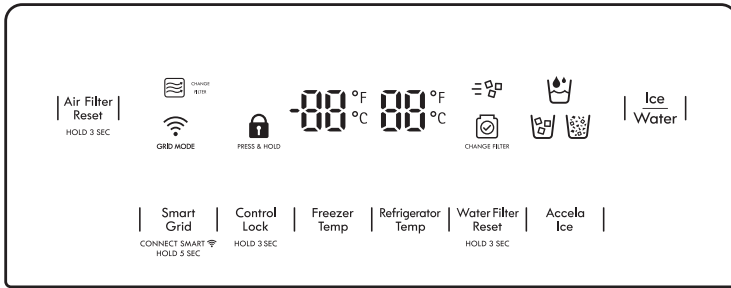 CHANGE
FILTER
-88 °F
°C
88 °F
°C
Air Filter
Reset
HOLD 3 SEC
Ice
Water
GRID MODE
PRESS & HOLD
CHANGE FILTER
Smart
Grid
CONNECT SMART
HOLD 5 SEC
Control
Lock
HOLD 3 SEC
Freezer
Temp
Refrigerator
Temp
Water Filter
Reset
HOLD 3 SEC
Accela
Ice